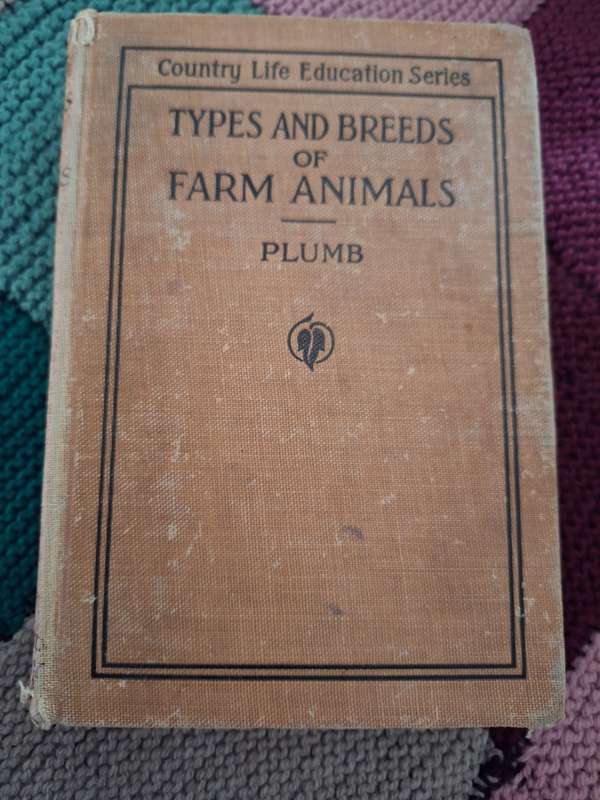 Country Life Education Series
TYPES AND BREEDS
OF
FARM ANIMALS
PLUMB